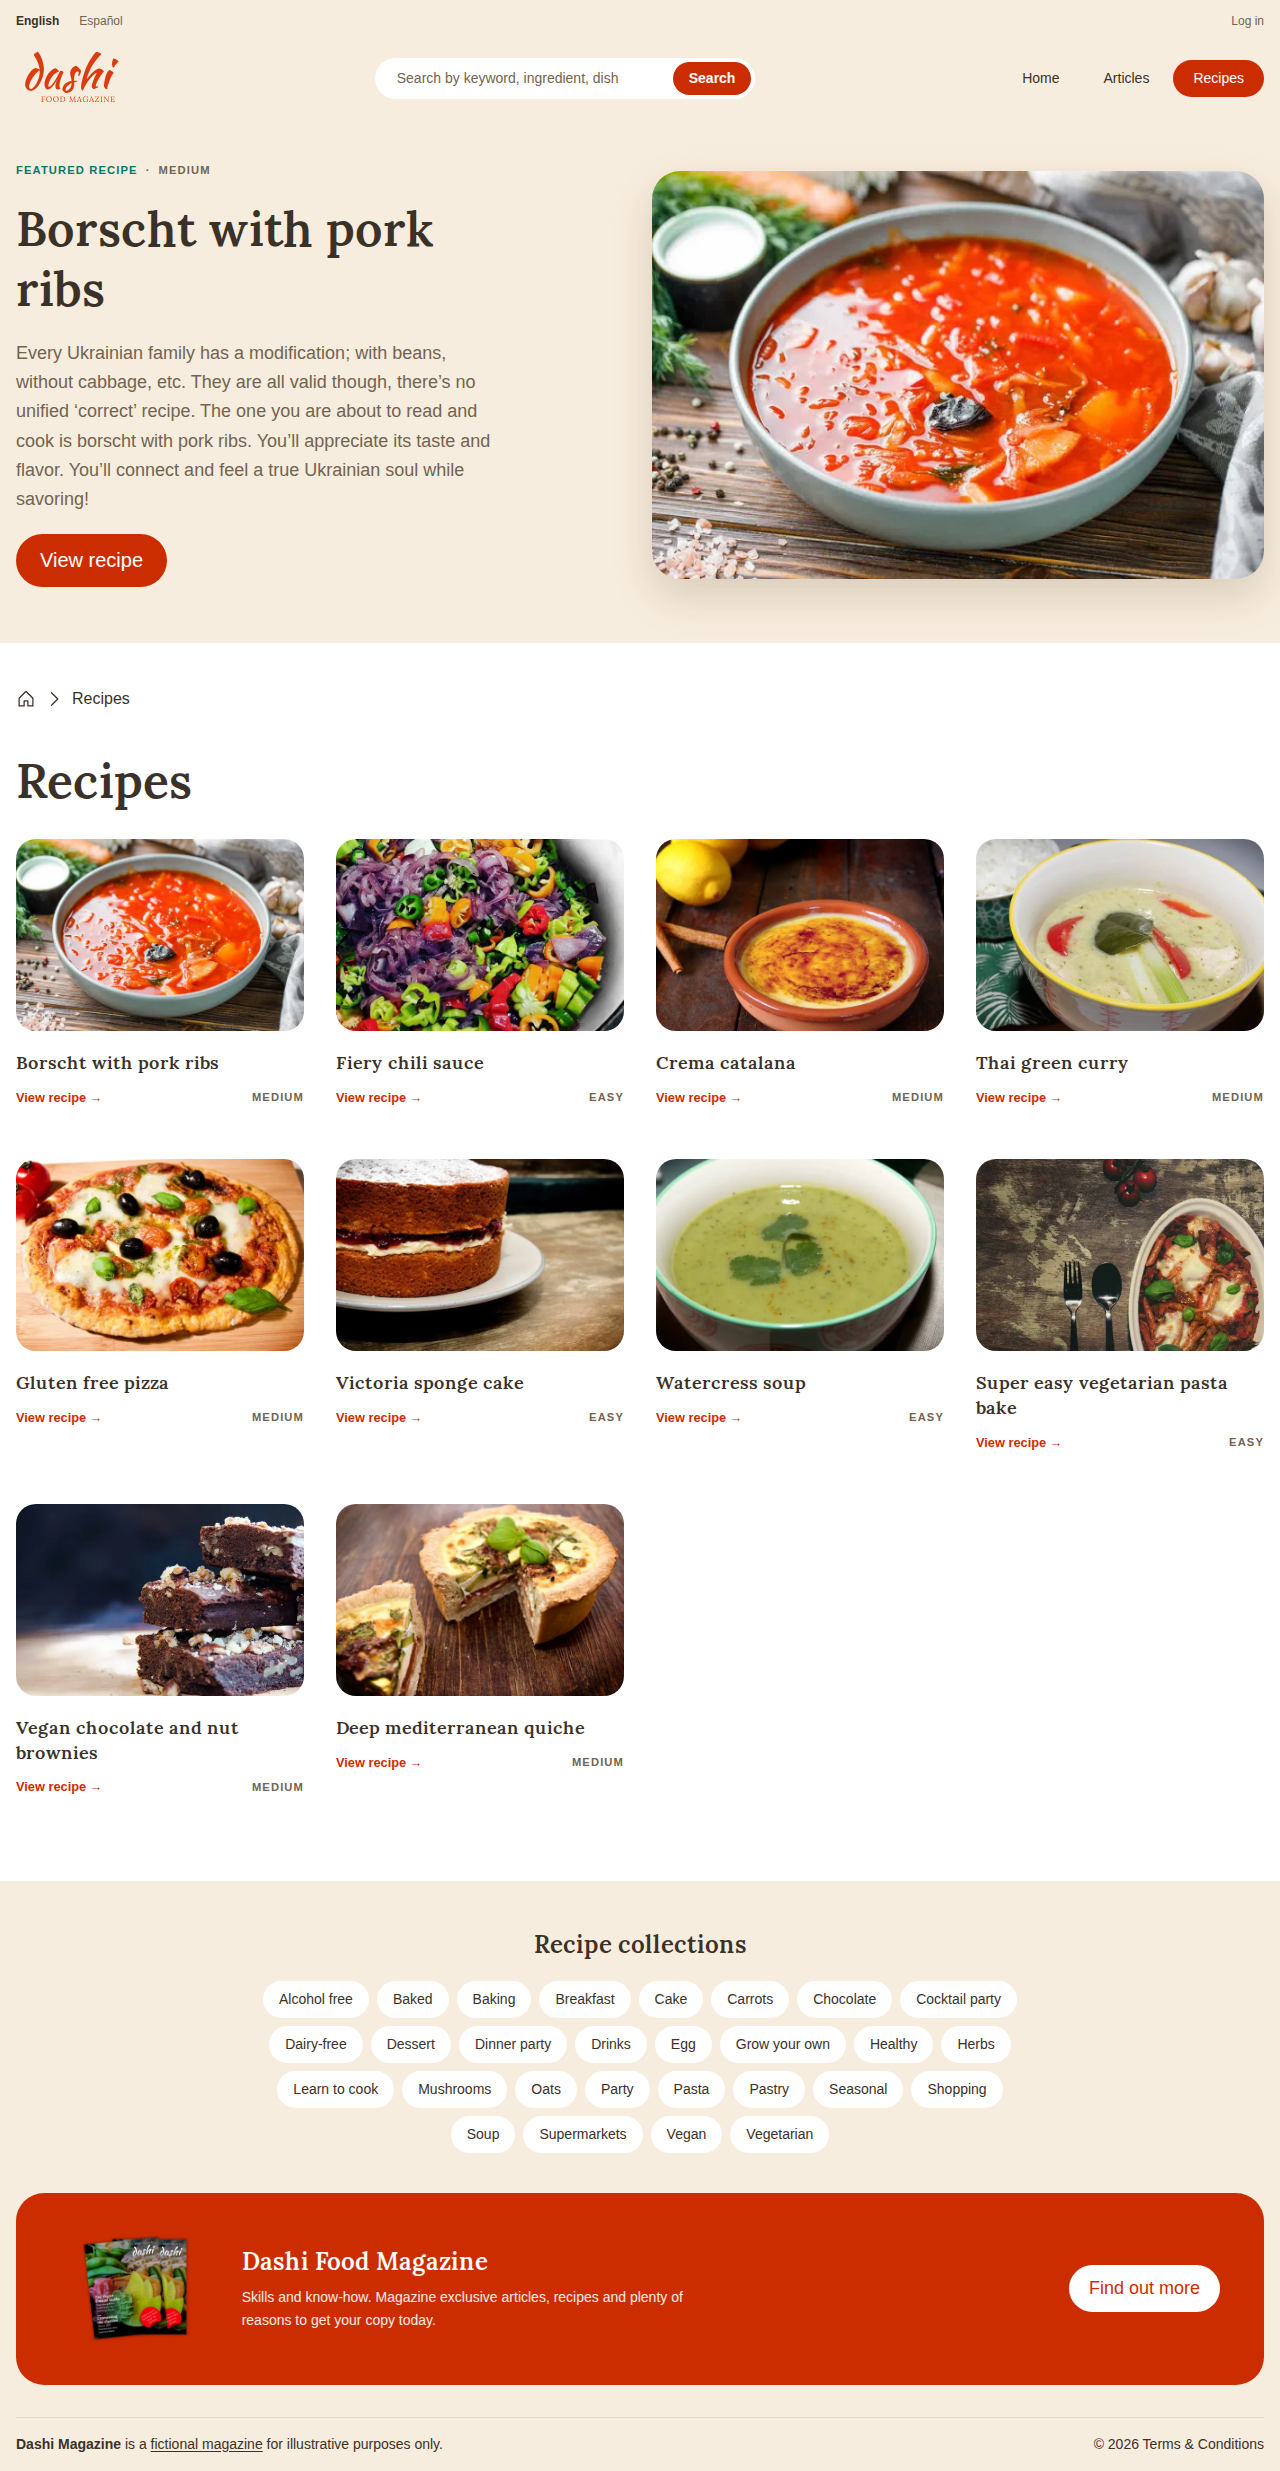 English Español Log in
dashi
FOOD MAGAZINE
Search by keyword, ingredient, dish Search
Home Articles Recipes
FEATURED RECIPE · MEDIUM
Borscht with pork
ribs
Every Ukrainian family has a modification; with beans,
without cabbage, etc. They are all valid though, there’s no
unified ‘correct’ recipe. The one you are about to read and
cook is borscht with pork ribs. You’ll appreciate its taste and
flavor. You’ll connect and feel a true Ukrainian soul while
savoring!
View recipe
Recipes
Recipes
Borscht with pork ribs
View recipe → MEDIUM
Fiery chili sauce
View recipe → EASY
Crema catalana
View recipe → MEDIUM
Thai green curry
View recipe → MEDIUM
Gluten free pizza
View recipe → MEDIUM
Victoria sponge cake
View recipe → EASY
Watercress soup
View recipe → EASY
Super easy vegetarian pasta
bake
View recipe → EASY
Vegan chocolate and nut
brownies
View recipe → MEDIUM
Deep mediterranean quiche
View recipe → MEDIUM
Recipe collections
Alcohol free Baked Baking Breakfast Cake Carrots Chocolate Cocktail party
Dairy-free Dessert Dinner party Drinks Egg Grow your own Healthy Herbs
Learn to cook Mushrooms Oats Party Pasta Pastry Seasonal Shopping
Soup Supermarkets Vegan Vegetarian
dashi dashi
Dashi Food Magazine
Skills and know-how. Magazine exclusive articles, recipes and plenty of
reasons to get your copy today.
Find out more
Dashi Magazine is a fictional magazine for illustrative purposes only.
© 2026 Terms & Conditions